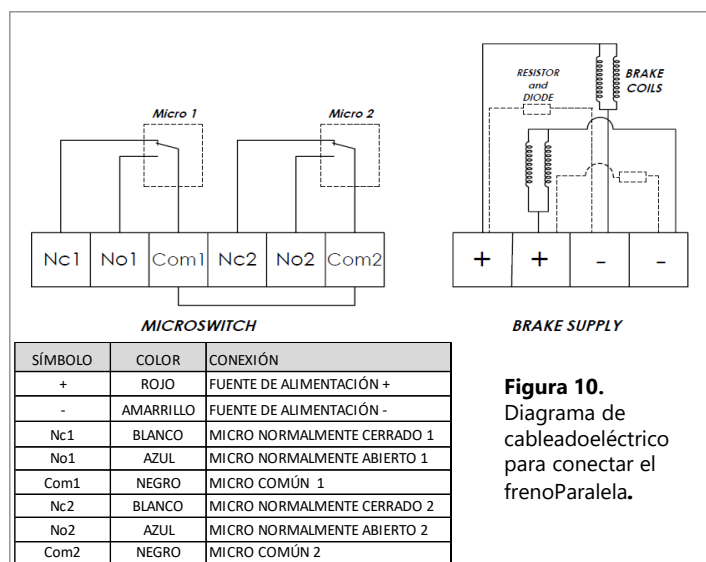 Micro 1
Micro 2
Nc1 No1 Com1 Nc2 No2 Com2
MICROSWITCH
RESISTOR
and
DIODE
BRAKE
COILS
+ + - -
BRAKE SUPPLY
SÍMBOLO COLOR CONEXIÓN
+ ROJO FUENTE DE ALIMENTACIÓN +
- AMARRILLO FUENTE DE ALIMENTACIÓN -
Nc1 BLANCO MICRO NORMALMENTE CERRADO 1
No1 AZUL MICRO NORMALMENTE ABIERTO 1
Com1 NEGRO MICRO COMÚN 1
Nc2 BLANCO MICRO NORMALMENTE CERRADO 2
No2 AZUL MICRO NORMALMENTE ABIERTO 2
Com2 NEGRO MICRO COMÚN 2
Figura 10.
Diagrama de
cableadoeléctrico
para conectar el
frenoParalela.